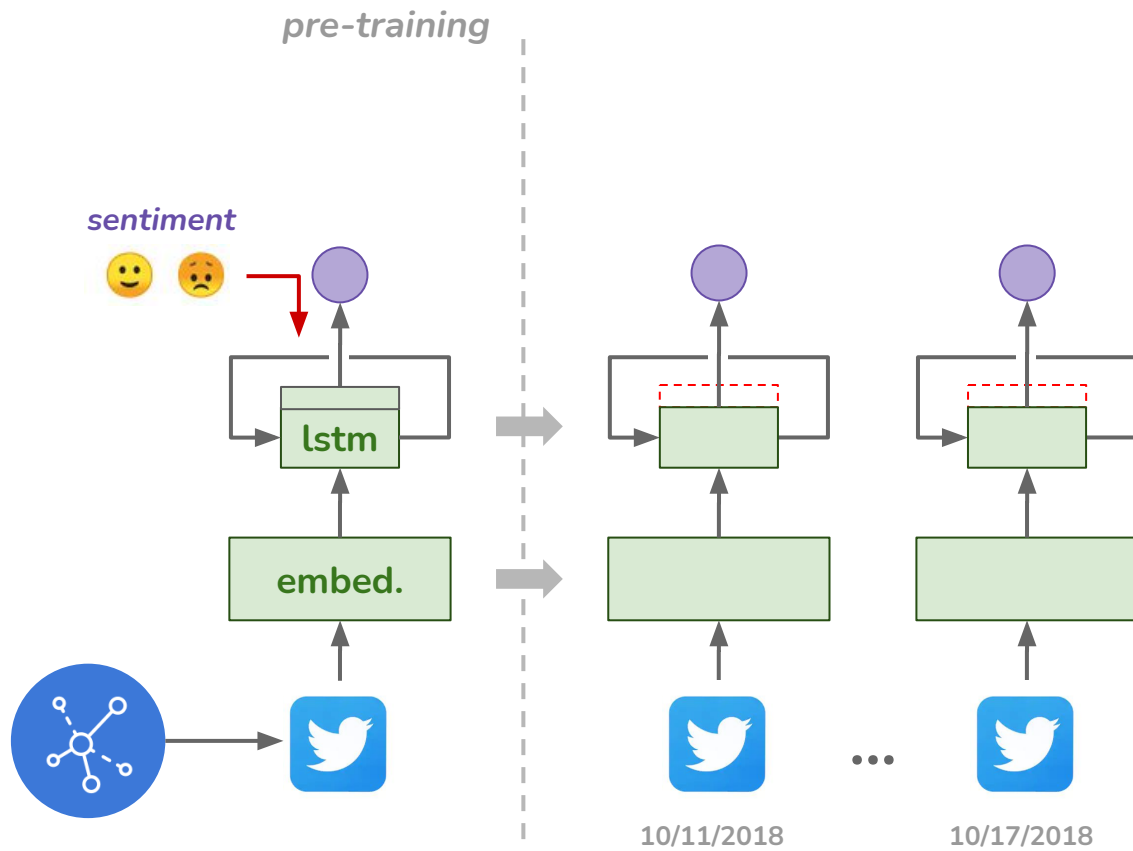 pre-training
sentiment
lstm
embed.
...
10/11/2018
10/17/2018